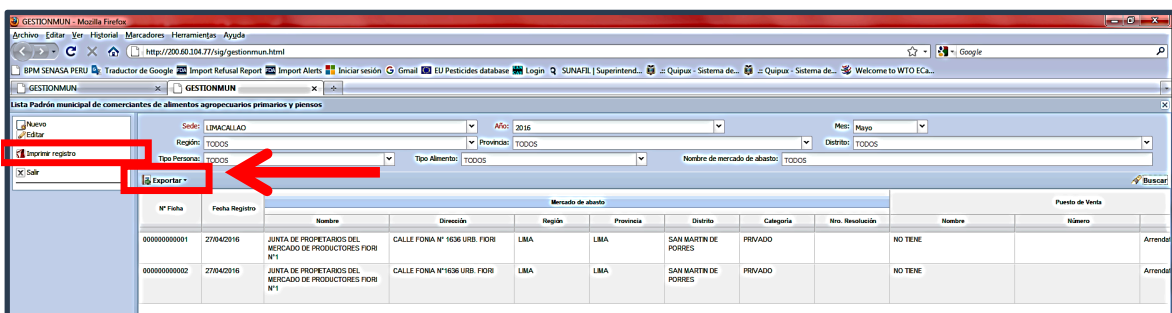 GESTIONMUN - Mozilla Firefox
Archivo Editar Ver Historial Marcadores Herramientas Ayuda
http://200.60.104.77/sig/gestionmun.html
Google
BPM SENASA PERU Traductor de Google Import Refusal Report Import Alerts Iniciar sesión Gmail EU Pesticides database Login SUNAFIL | Superintend... .:: Quipux - Sistema de... .:: Quipux - Sistema de... Welcome to WTO ECa...
GESTIONMUN GESTIONMUN
Lista Padrón municipal de comerciantes de alimentos agropecuarios primarios y piensos
Nuevo
Editar
Imprimir registro
Salir
Sede: LIMACALLAO Año: 2016 Mes: Mayo
Región: TODOS Provincia: TODOS Distrito: TODOS
Tipo Persona: TODOS Tipo Alimento: TODOS Nombre de mercado de abasto: TODOS
Exportar Buscar
Nº Ficha Fecha Registro Mercado de abasto Puesto de Venta
Nombre Dirección Región Provincia Distrito Categoría Nro. Resolución Nombre Número
000000000001 27/04/2016 JUNTA DE PROPIETARIOS DEL CALLE FONIA Nº 1636 URB. FIORI LIMA LIMA SAN MARTIN DE PRIVADO NO TIENE Arrendat
MERCADO DE PRODUCTORES FIORI PORRES
Nº1
000000000002 27/04/2016 JUNTA DE PROPIETARIOS DEL CALLE FONIA Nº1636 URB. FIORI LIMA LIMA SAN MARTIN DE PRIVADO NO TIENE Arrendat
MERCADO DE PRODUCTORES FIORI PORRES
Nº1